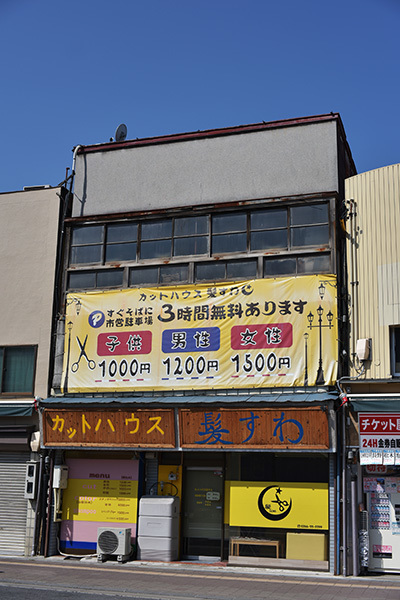 カットハウス髪すわ
P すぐそばに
市営駐車場
3時間無料あります
子供 男性 女性
1000円 1200円 1500円
カットハウス 髪すわ
menu
チケット
24H